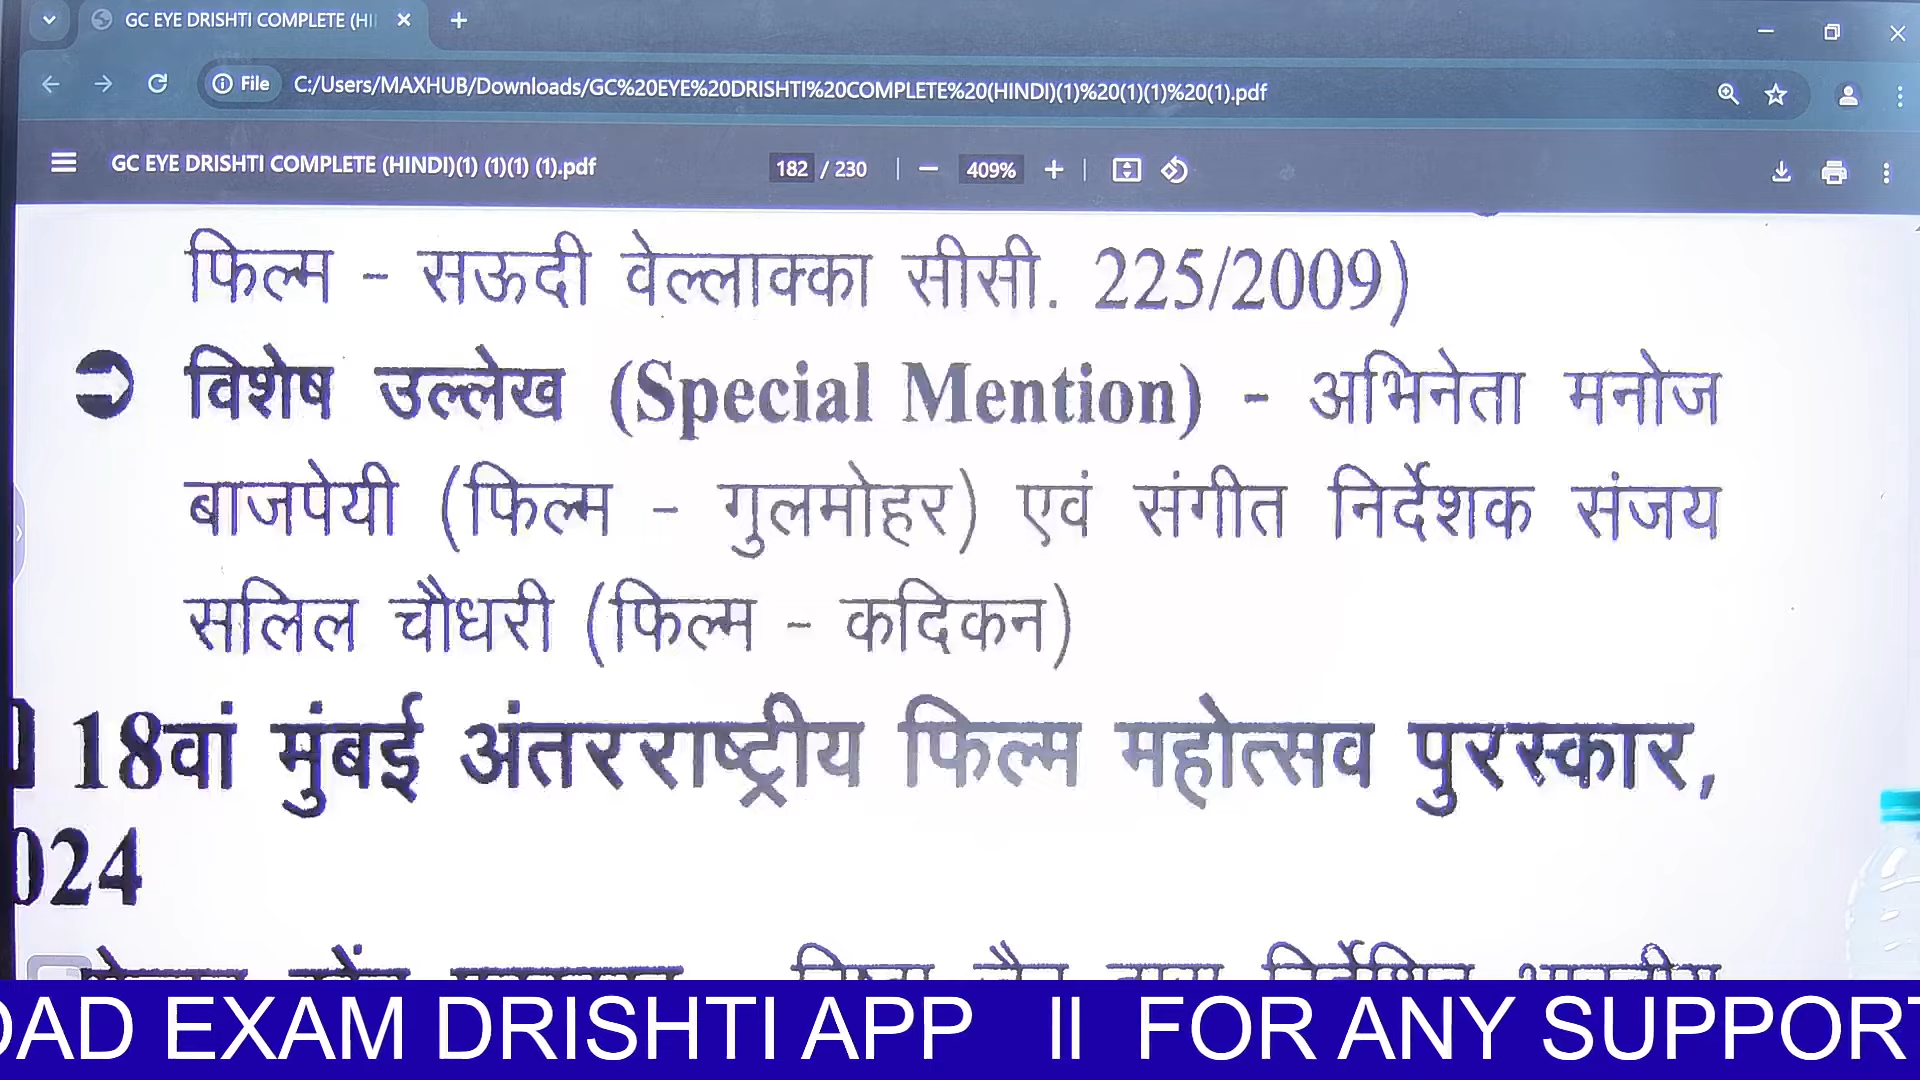 GC EYE DRISHTI COMPLETE (HI
File C:/Users/MAXHUB/Downloads/GC%20EYE%20DRISHTI%20COMPLETE%20(HINDI)(1)%20(1)(1)%20(1).pdf
GC EYE DRISHTI COMPLETE (HINDI)(1) (1)(1) (1).pdf 182 / 230 409%
फिल्म - सऊदी वेल्लाक्का सीसी. 225/2009)
विशेष उल्लेख (Special Mention) - अभिनेता मनोज
बाजपेयी (फिल्म - गुलमोहर) एवं संगीत निर्देशक संजय
सलिल चौधरी (फिल्म - कदिकन)
18वां मुंबई अंतरराष्ट्रीय फिल्म महोत्सव पुरस्कार,
024
OAD EXAM DRISHTI APP II FOR ANY SUPPORT